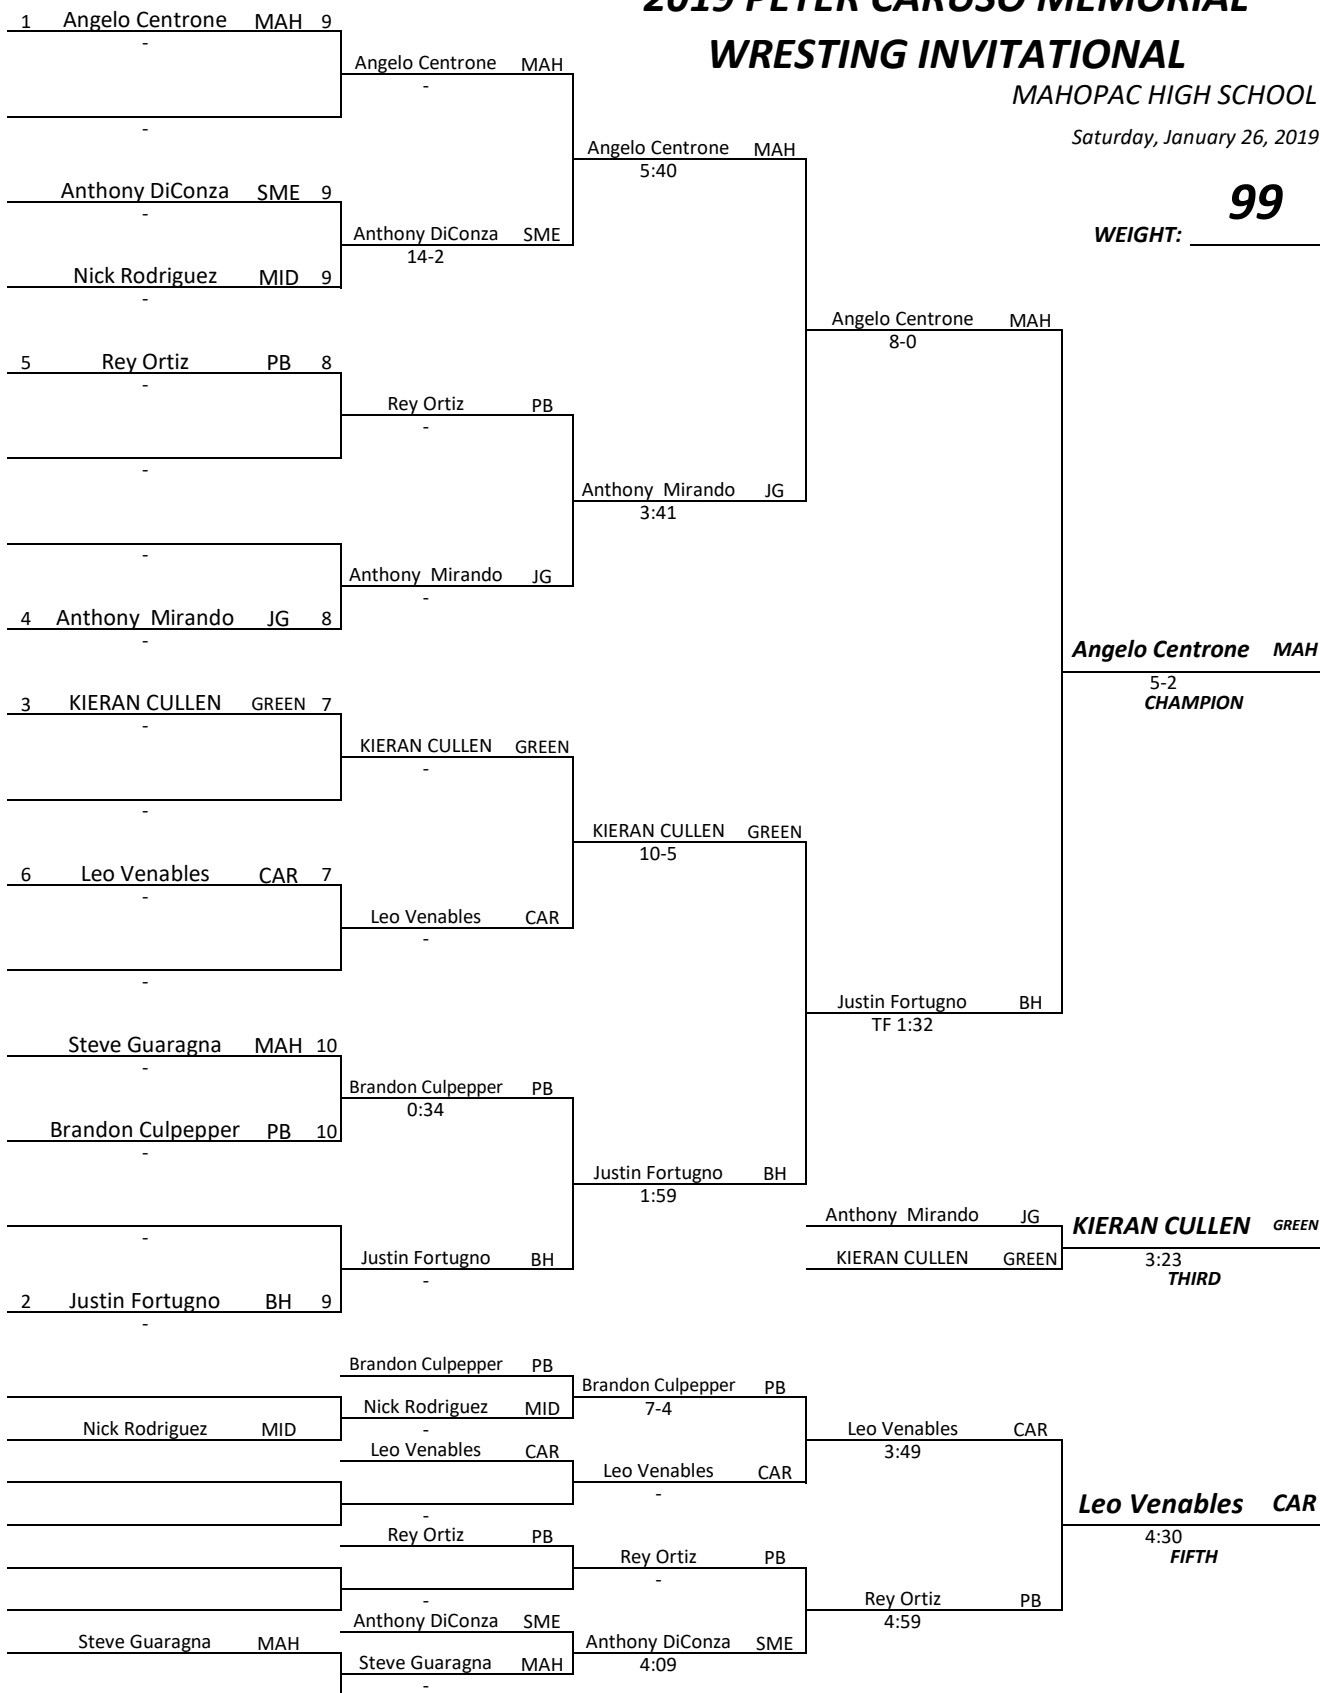 2019 PETER CARUSO MEMORIAL
WRESTING INVITATIONAL
MAHOPAC HIGH SCHOOL
Saturday, January 26, 2019
WEIGHT: 99
1 Angelo Centrone MAH 9
-
-
Anthony DiConza SME 9
-
Nick Rodriguez MID 9
-
5 Rey Ortiz PB 8
-
-
-
4 Anthony Mirando JG 8
-
3 KIERAN CULLEN GREEN 7
-
-
6 Leo Venables CAR 7
-
-
Steve Guaragna MAH 10
-
Brandon Culpepper PB 10
-
-
2 Justin Fortugno BH 9
-
Angelo Centrone MAH
-
Anthony DiConza SME
14-2
Rey Ortiz PB
-
Anthony Mirando JG
-
KIERAN CULLEN GREEN
-
Leo Venables CAR
-
Brandon Culpepper PB
0:34
Justin Fortugno BH
-
Angelo Centrone MAH
5:40
Anthony Mirando JG
3:41
KIERAN CULLEN GREEN
10-5
Justin Fortugno BH
1:59
Angelo Centrone MAH
8-0
Justin Fortugno BH
TF 1:32
Angelo Centrone MAH
5-2
CHAMPION
Anthony Mirando JG
KIERAN CULLEN GREEN
KIERAN CULLEN GREEN
3:23
THIRD
Nick Rodriguez MID
Steve Guaragna MAH
Brandon Culpepper PB
Nick Rodriguez MID
-
Leo Venables CAR
-
Rey Ortiz PB
-
Anthony DiConza SME
Steve Guaragna MAH
-
Brandon Culpepper PB
7-4
Leo Venables CAR
-
Rey Ortiz PB
-
Anthony DiConza SME
4:09
Leo Venables CAR
3:49
Rey Ortiz PB
4:59
Leo Venables CAR
4:30
FIFTH